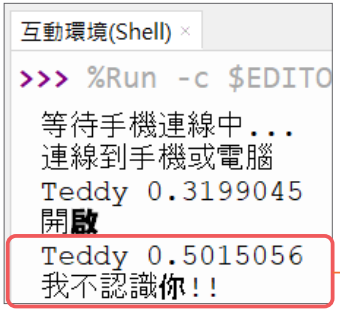 互動環境(Shell) ×
>>> %Run -c $EDITO
等待手機連線中...
連線到手機或電腦
Teddy 0.3199045
開啟
Teddy 0.5015056
我不認識你!!